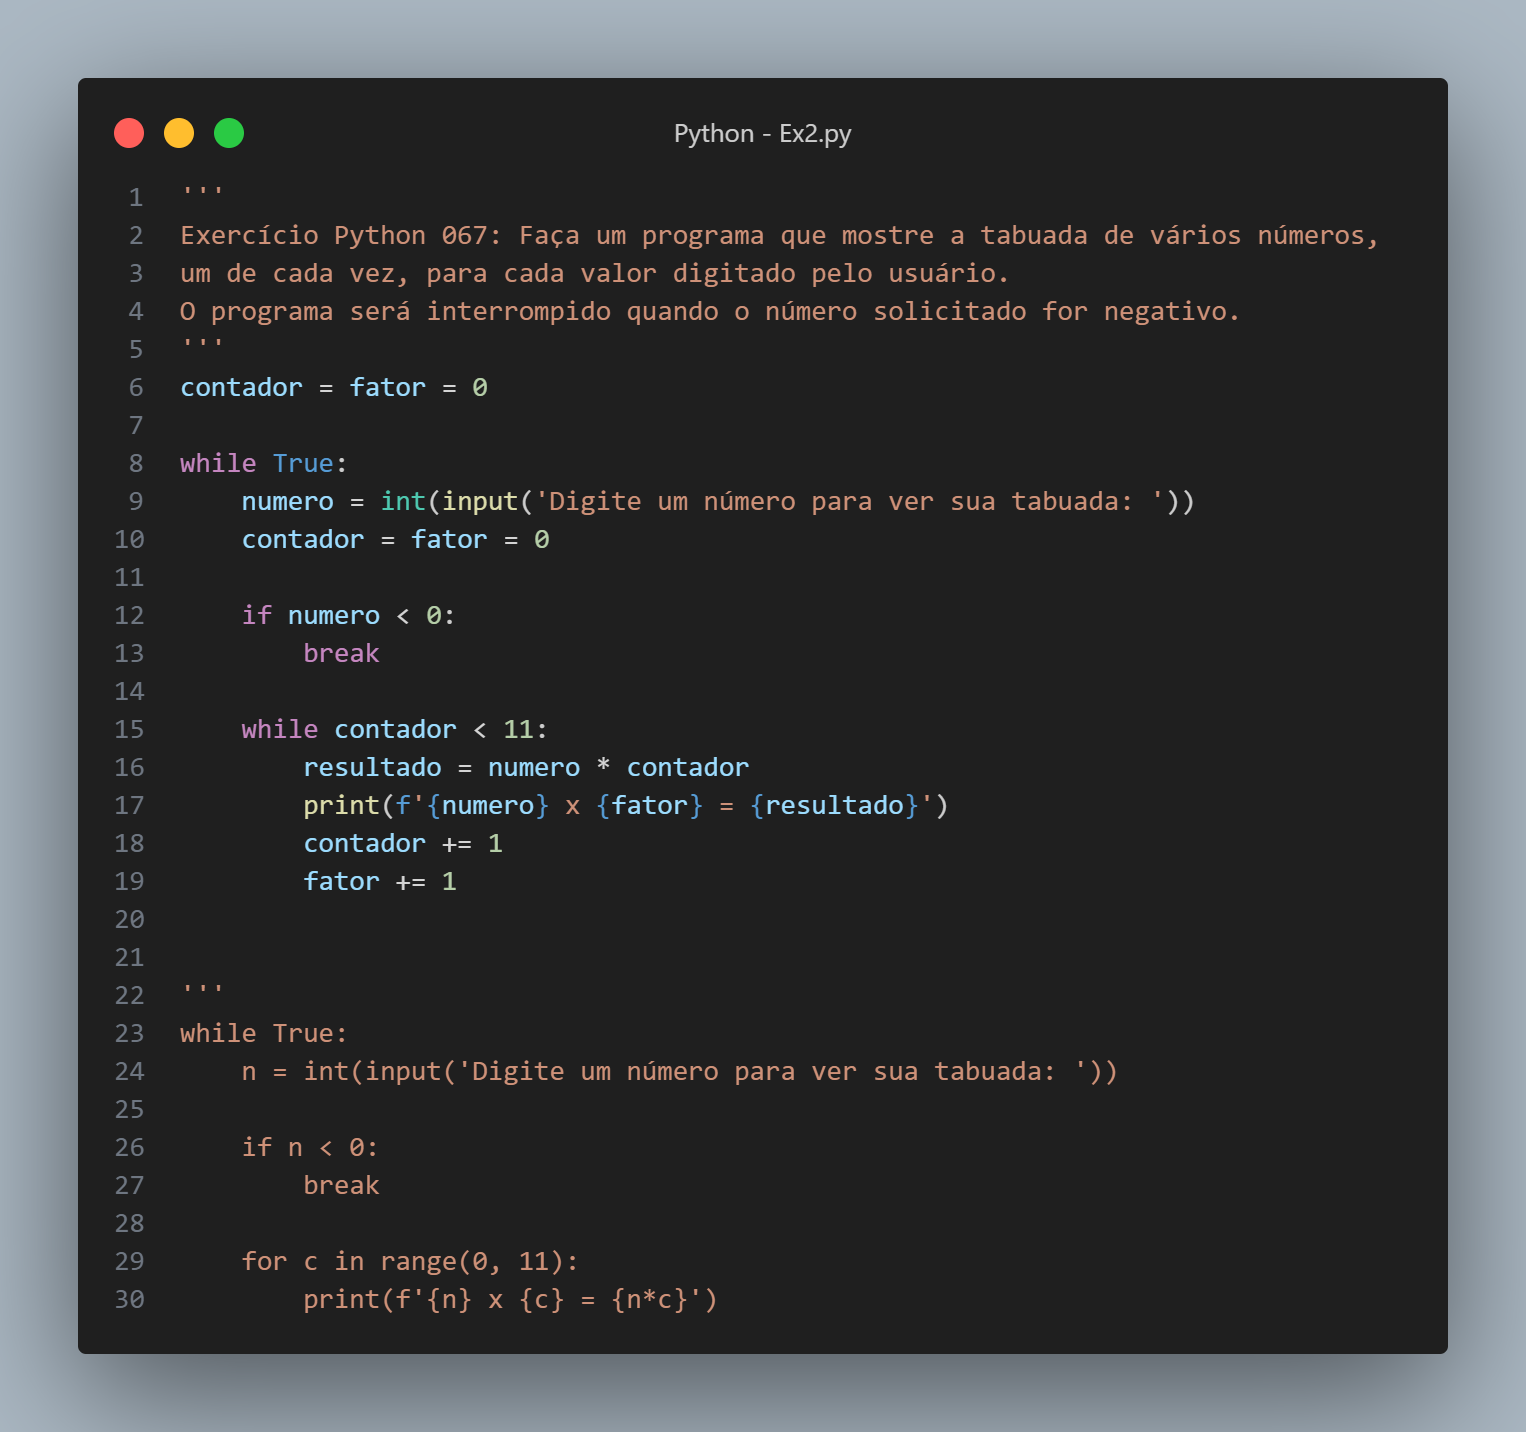 Python - Ex2.py
1 '''
2 Exercício Python 067: Faça um programa que mostre a tabuada de vários números,
3 um de cada vez, para cada valor digitado pelo usuário.
4 O programa será interrompido quando o número solicitado for negativo.
5 '''
6 contador = fator = 0
7
8 while True:
9     numero = int(input('Digite um número para ver sua tabuada: '))
10     contador = fator = 0
11
12     if numero < 0:
13         break
14
15     while contador < 11:
16         resultado = numero * contador
17         print(f'{numero} x {fator} = {resultado}')
18         contador += 1
19         fator += 1
20
21
22 '''
23 while True:
24     n = int(input('Digite um número para ver sua tabuada: '))
25
26     if n < 0:
27         break
28
29     for c in range(0, 11):
30         print(f'{n} x {c} = {n*c}')